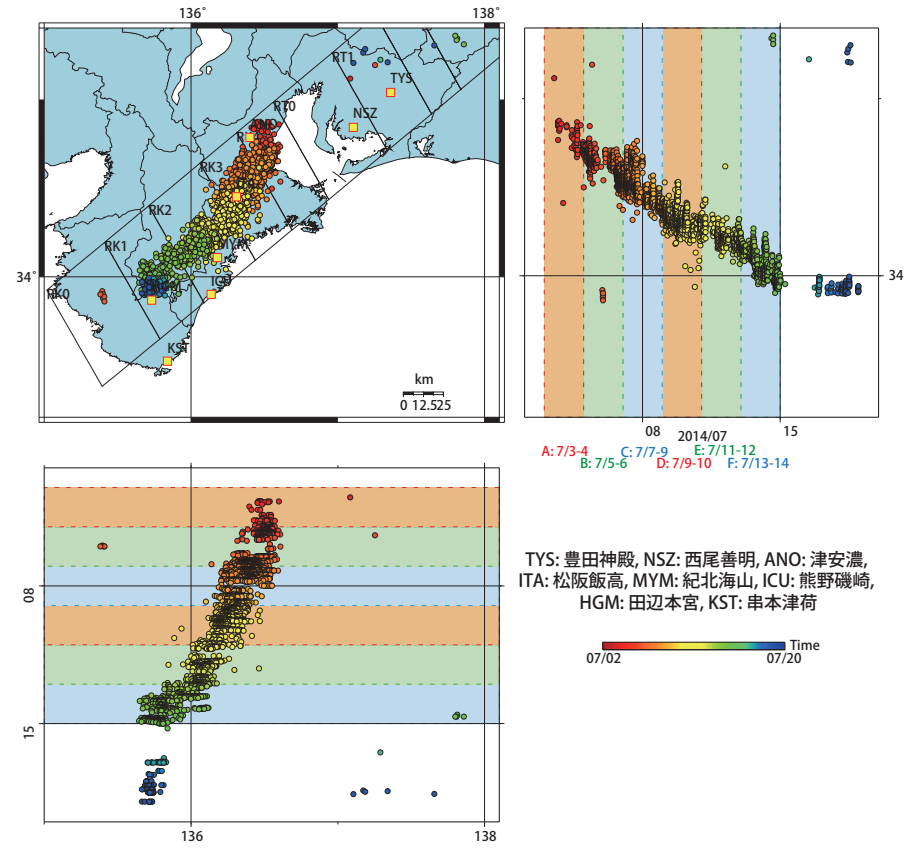 136° 138°
RT1
TYS
RT0
NSZ
RK3
RK2
MYM
RK1
34°
ICU
RK0
KST
km
0 12.525
34
08 15
2014/07
A: 7/3-4 C: 7/7-9 E: 7/11-12
B: 7/5-6 D: 7/9-10 F: 7/13-14
08
15
136 138
TYS: 豊田神殿, NSZ: 西尾善明, ANO: 津安濃,
ITA: 松阪飯高, MYM: 紀北海山, ICU: 熊野磯崎,
HGM: 田辺本宮, KST: 串本津荷
Time
07/02 07/20